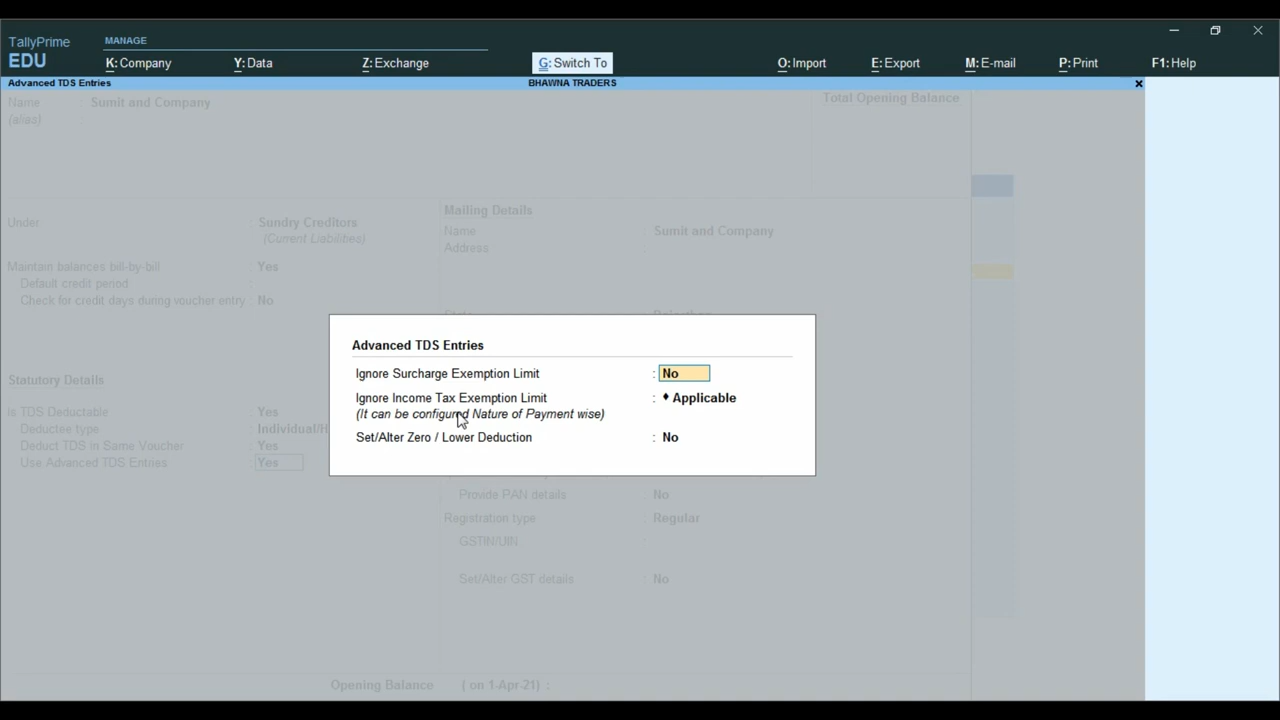 TallyPrime
EDU
MANAGE
K: Company
Y: Data
Z: Exchange
G: Switch To
O: Import
E: Export
M: E-mail
P: Print
F1: Help
Advanced TDS Entries
BHAWNA TRADERS
Name Sumit and Company
(alias) :
Total Opening Balance
Under : Sundry Creditors
(Current Liabilities)
Maintain balances bill-by-bill : Yes
Default credit period :
Check for credit days during voucher entry : No
Mailing Details
Name : Sumit and Company
Address :
Statutory Details
Is TDS Deductable : Yes
Deductee type : Individual/H
Deduct TDS in Same Voucher : Yes
Use Advanced TDS Entries : Yes
Advanced TDS Entries
Ignore Surcharge Exemption Limit : No
Ignore Income Tax Exemption Limit : ♦ Applicable
(It can be configured Nature of Payment wise)
Set/Alter Zero / Lower Deduction : No
Provide PAN details : No
Registration type : Regular
GSTIN/UIN :
Set/Alter GST details : No
Opening Balance ( on 1-Apr-21) :